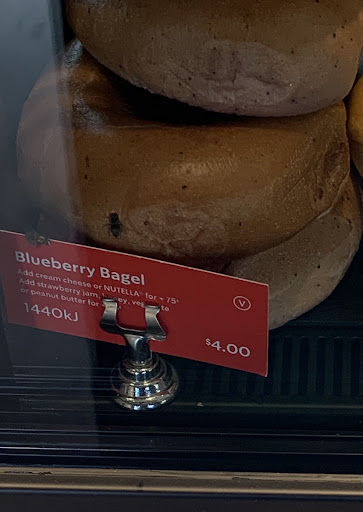 Blueberry Bagel
Add cream cheese or NUTELLA® for + 75¢
Add strawberry jam,
or peanut butter for
1440kJ
V
$4.00